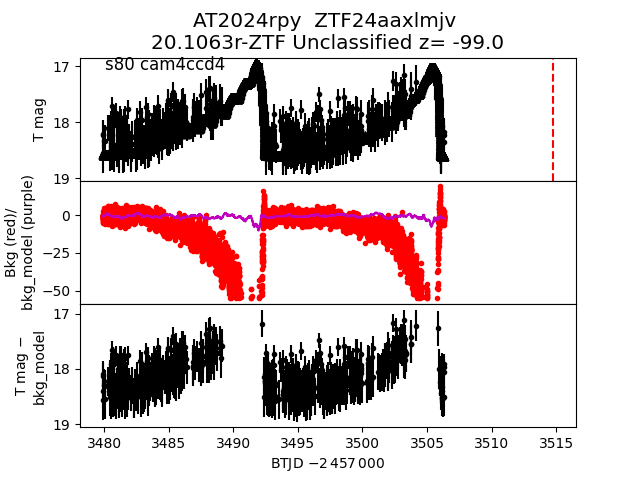 AT2024rpy  ZTF24aaxlmjv
20.1063r-ZTF Unclassified z= -99.0
s80 cam4ccd4
17
18
19
T mag
0
−25
−50
Bkg (red)/
bkg_model (purple)
17
18
19
T mag −
bkg_model
3480 3485 3490 3495 3500 3505 3510 3515
BTJD −2 457 000